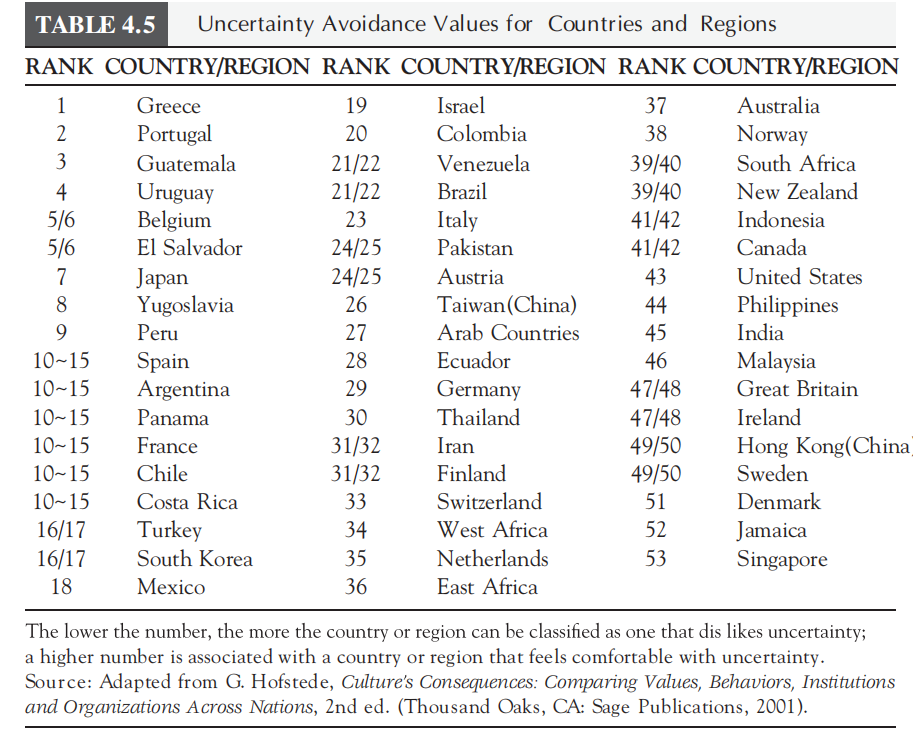 TABLE 4.5 Uncertainty Avoidance Values for Countries and Regions
RANK COUNTRY/REGION RANK COUNTRY/REGION RANK COUNTRY/REGION
1 Greece 19 Israel 37 Australia
2 Portugal 20 Colombia 38 Norway
3 Guatemala 21/22 Venezuela 39/40 South Africa
4 Uruguay 21/22 Brazil 39/40 New Zealand
5/6 Belgium 23 Italy 41/42 Indonesia
5/6 El Salvador 24/25 Pakistan 41/42 Canada
7 Japan 24/25 Austria 43 United States
8 Yugoslavia 26 Taiwan(China) 44 Philippines
9 Peru 27 Arab Countries 45 India
10~15 Spain 28 Ecuador 46 Malaysia
10~15 Argentina 29 Germany 47/48 Great Britain
10~15 Panama 30 Thailand 47/48 Ireland
10~15 France 31/32 Iran 49/50 Hong Kong(China)
10~15 Chile 31/32 Finland 49/50 Sweden
10~15 Costa Rica 33 Switzerland 51 Denmark
16/17 Turkey 34 West Africa 52 Jamaica
16/17 South Korea 35 Netherlands 53 Singapore
18 Mexico 36 East Africa
The lower the number, the more the country or region can be classified as one that dis likes uncertainty;
a higher number is associated with a country or region that feels comfortable with uncertainty.
Source: Adapted from G. Hofstede, Culture's Consequences: Comparing Values, Behaviors, Institutions
and Organizations Across Nations, 2nd ed. (Thousand Oaks, CA: Sage Publications, 2001).